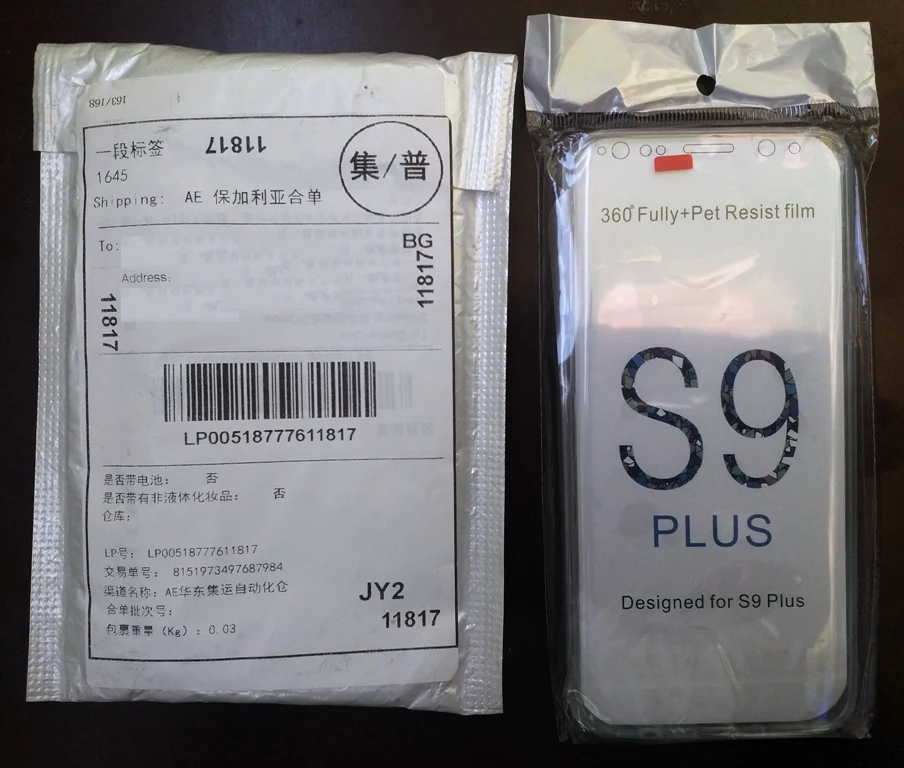 163/168
一段标签
11817
集/普
1645
Shipping: AE 保加利亚合单
To:
BG
11817
Address:
11817
LP00518777611817
是否带电池: 否
是否带有非液体化妆品: 否
仓库:
LP号: LP00518777611817
交易单号: 8151973497687984
渠道名称: AE华东集运自动化仓
合单批次号:
包裹重量 (Kg) : 0.03
JY2
11817
360°Fully+Pet Resist film
S9
PLUS
Designed for S9 Plus